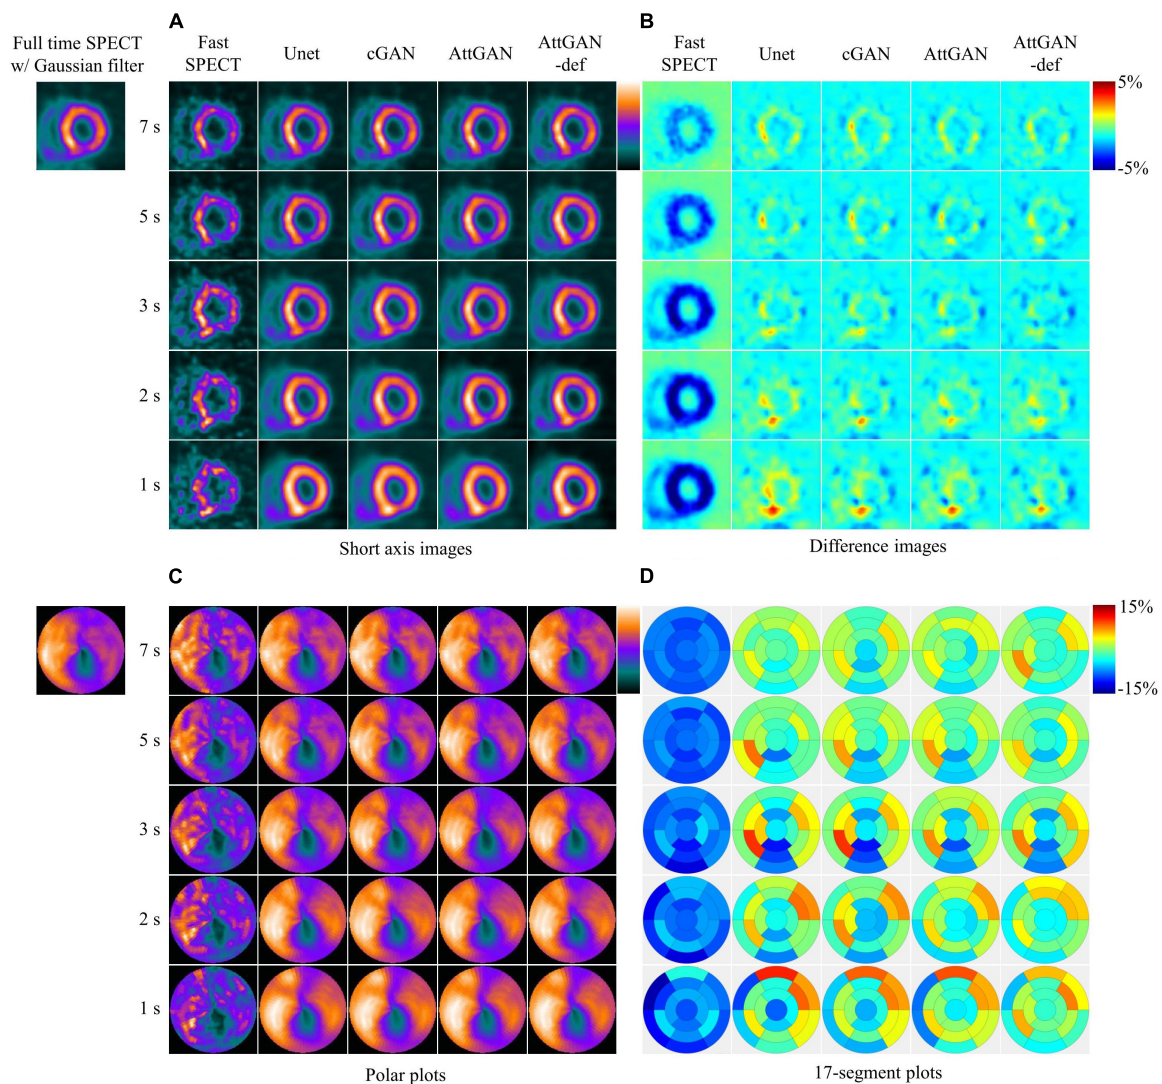 A
B
Full time SPECT
w/ Gaussian filter
Fast
SPECT
Unet
cGAN
AttGAN
AttGAN
-def
Fast
SPECT
Unet
cGAN
AttGAN
AttGAN
-def
7 s
5%
-5%
5 s
3 s
2 s
1 s
Short axis images
Difference images
C
D
7 s
15%
-15%
5 s
3 s
2 s
1 s
Polar plots
17-segment plots